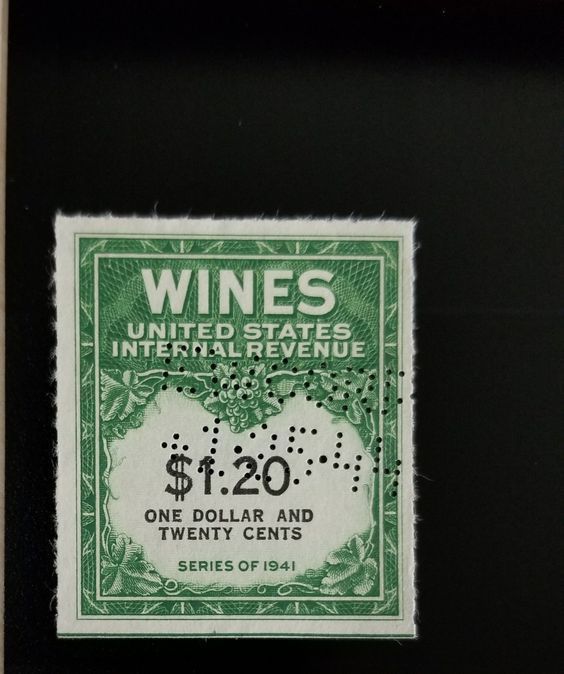 WINES
UNITED STATES
INTERNAL REVENUE
$1.20
ONE DOLLAR AND
TWENTY CENTS
SERIES OF 1941